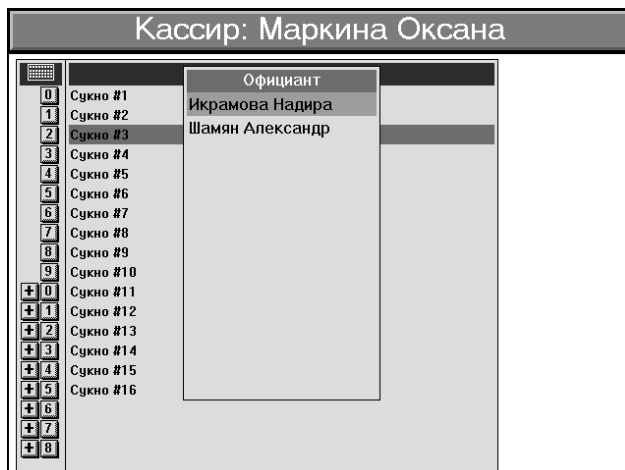 Кассир: Маркина Оксана
Официант
0 Сукно #1
Икрамова Надира
1 Сукно #2
Шамян Александр
2 Сукно #3
3 Сукно #4
4 Сукно #5
5 Сукно #6
6 Сукно #7
7 Сукно #8
8 Сукно #9
9 Сукно #10
+ 0 Сукно #11
+ 1 Сукно #12
+ 2 Сукно #13
+ 3 Сукно #14
+ 4 Сукно #15
+ 5 Сукно #16
+ 6
+ 7
+ 8